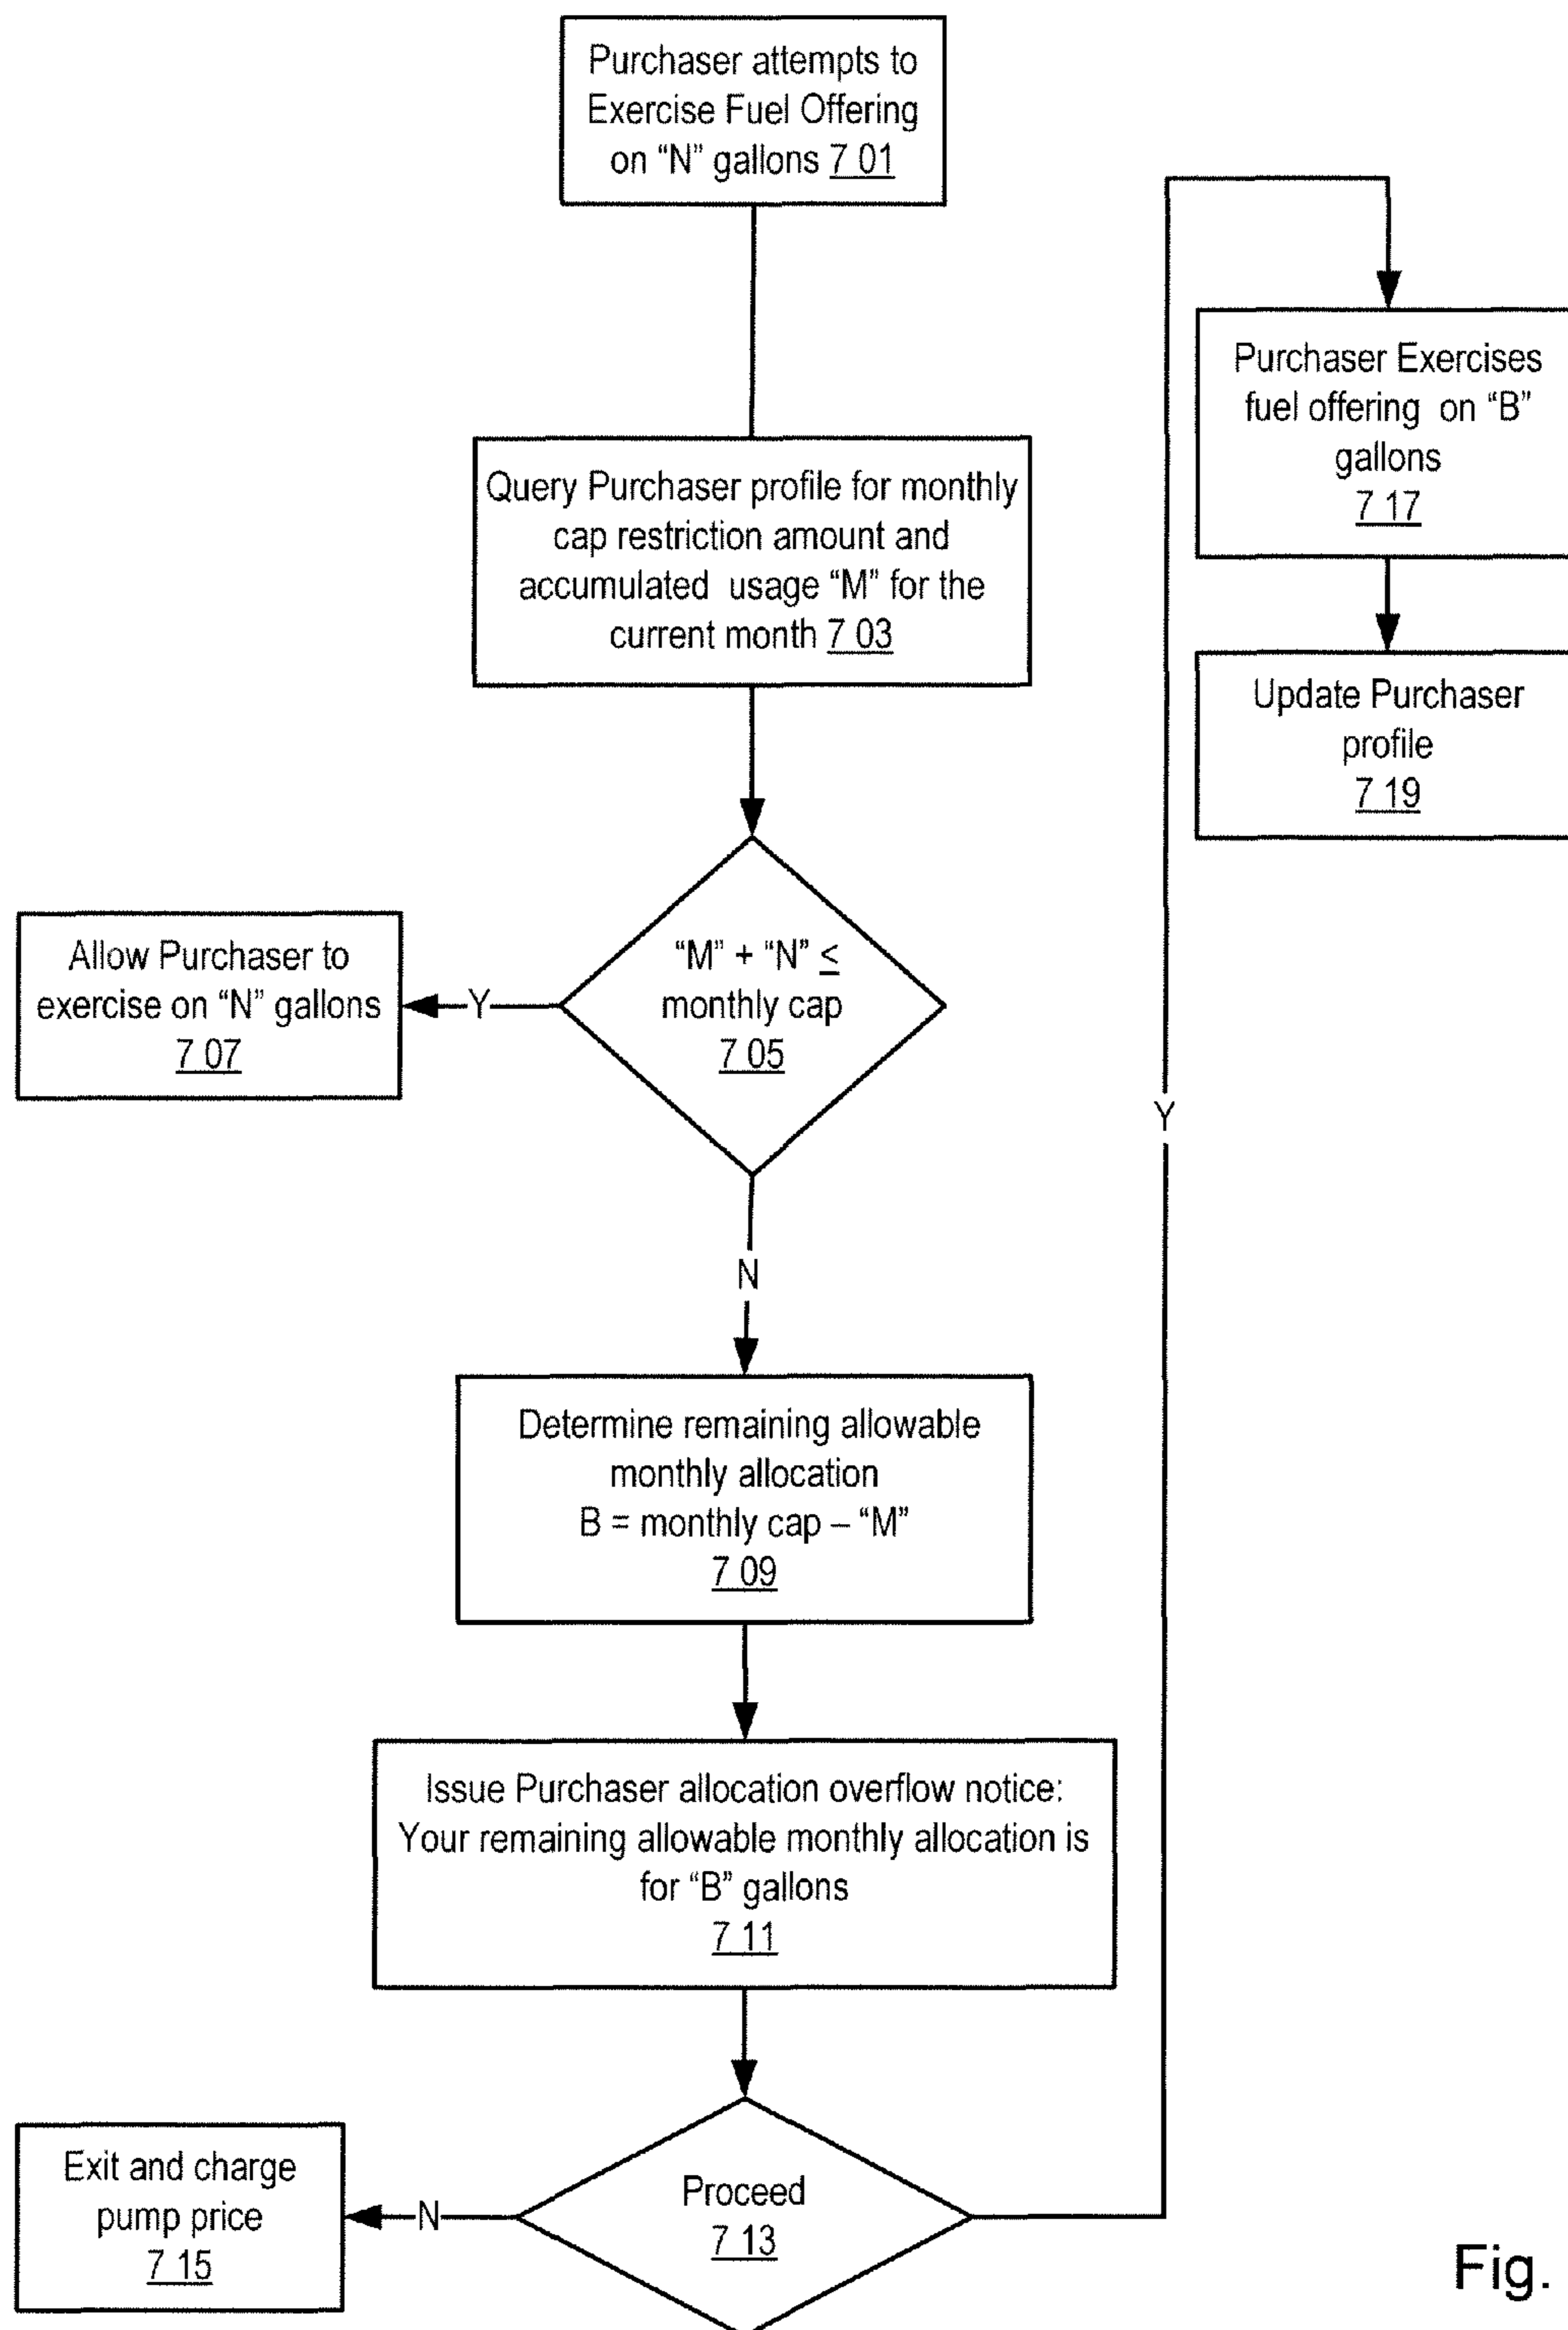 Purchaser attempts to
Exercise Fuel Offering
on “N” gallons 7 01
Query Purchaser profile for monthly
cap restriction amount and
accumulated usage “M” for the
current month 7 03
“M” + “N” ≤
monthly cap
7 05
Y
Allow Purchaser to
exercise on “N” gallons
7 07
N
Determine remaining allowable
monthly allocation
B = monthly cap – “M”
7 09
Issue Purchaser allocation overflow notice:
Your remaining allowable monthly allocation is
for “B” gallons
7 11
Proceed
7 13
N
Exit and charge
pump price
7 15
Y
Purchaser Exercises
fuel offering on “B”
gallons
7 17
Update Purchaser
profile
7 19
Fig.